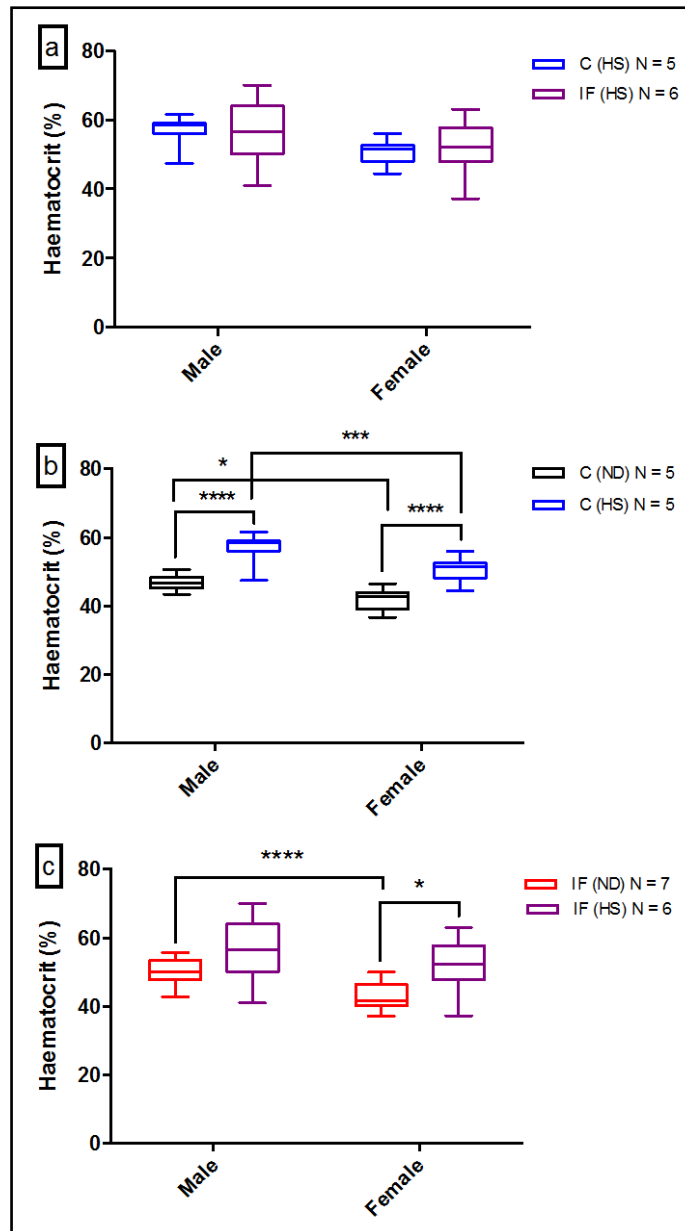 a
80
60
40
20
0
Haematocrit (%)
C (HS) N = 5
IF (HS) N = 6
Male
Female
b
80
60
40
20
0
Haematocrit (%)
*
****
***
****
C (ND) N = 5
C (HS) N = 5
Male
Female
c
80
60
40
20
0
Haematocrit (%)
****
*
IF (ND) N = 7
IF (HS) N = 6
Male
Female